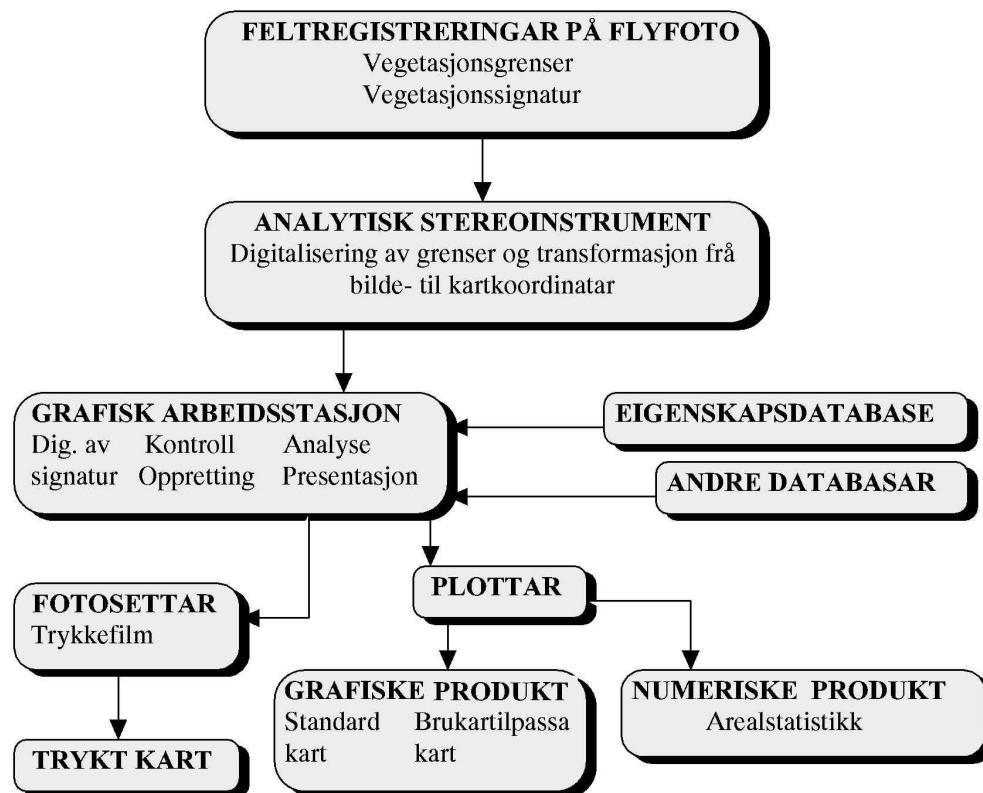 FELTREGISTRERINGAR PÅ FLYFOTO
Vegetasjonsgrenser
Vegetasjonssignatur
ANALYTISK STEREOINSTRUMENT
Digitalisering av grenser og transformasjon frå
bilde- til kartkoordinatar
GRAFISK ARBEIDSSTASJON
Dig. av Kontroll Analyse
signatur Oppretting Presentasjon
EIGENSKAPSDATABASE
ANDRE DATABASAR
PLOTTAR
FOTOSETTAR
Trykkefilm
GRAFISKE PRODUKT
Standard Brukartilpassa
kart kart
NUMERISKE PRODUKT
Arealstatistikk
TRYKT KART